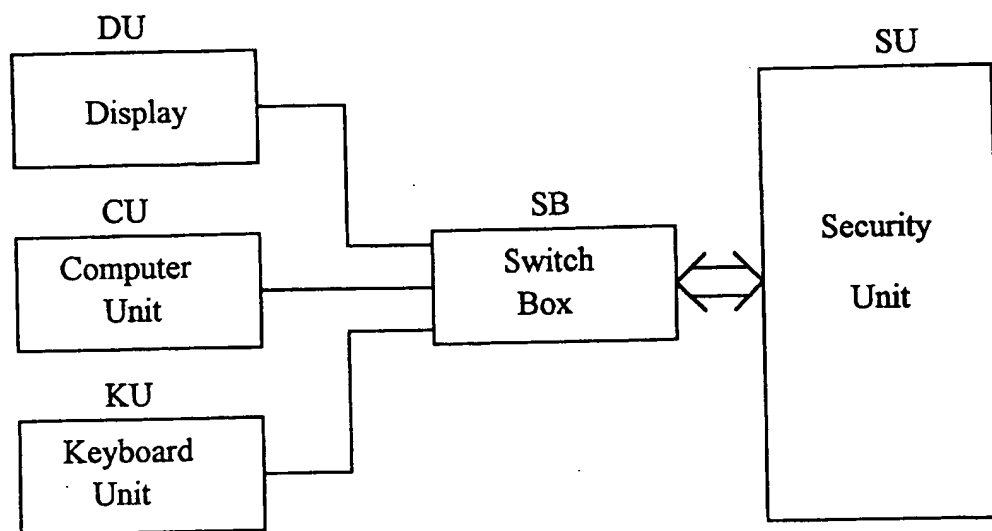 DU
Display
CU
Computer
Unit
KU
Keyboard
Unit
SB
Switch
Box
SU
Security
Unit